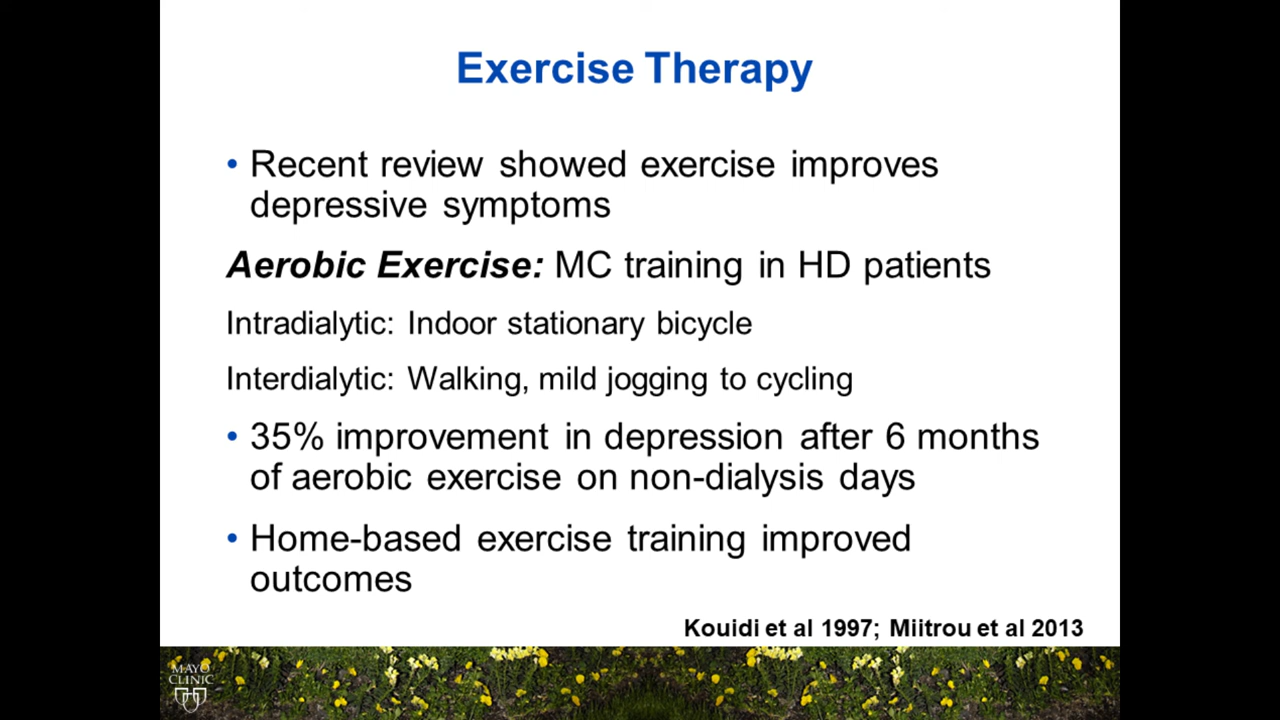 Exercise Therapy
• Recent review showed exercise improves
depressive symptoms
Aerobic Exercise: MC training in HD patients
Intradialytic: Indoor stationary bicycle
Interdialytic: Walking, mild jogging to cycling
• 35% improvement in depression after 6 months
of aerobic exercise on non-dialysis days
• Home-based exercise training improved
outcomes
Kouidi et al 1997; Miitrou et al 2013
MAYO
CLINIC